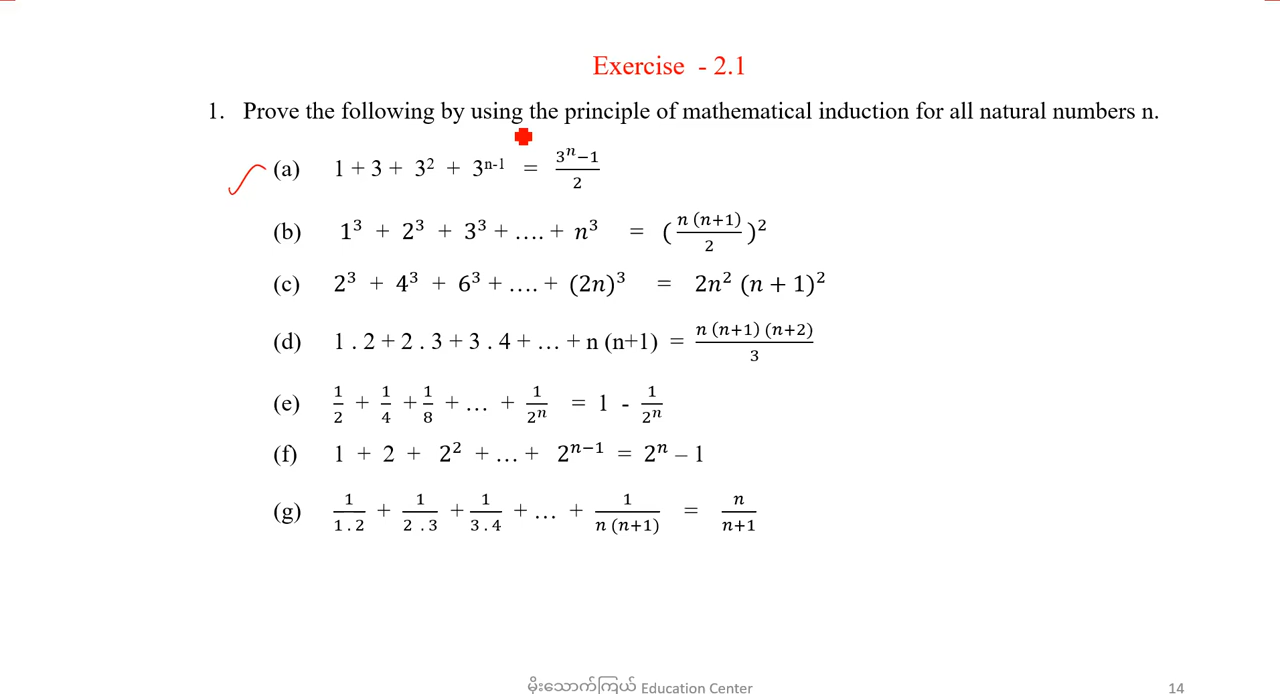 Exercise - 2.1
1. Prove the following by using the principle of mathematical induction for all natural numbers n.
(a) 1 + 3 + 3² + 3ⁿ⁻¹ = (3ⁿ−1)/2
(b) 1³ + 2³ + 3³ + .... + n³ = (n (n+1)/2)²
(c) 2³ + 4³ + 6³ + .... + (2n)³ = 2n² (n + 1)²
(d) 1 . 2 + 2 . 3 + 3 . 4 + ... + n (n+1) = n (n+1) (n+2)/3
(e) 1/2 + 1/4 + 1/8 + ... + 1/2ⁿ = 1 - 1/2ⁿ
(f) 1 + 2 + 2² + ... + 2ⁿ⁻¹ = 2ⁿ – 1
(g) 1/1 . 2 + 1/2 . 3 + 1/3 . 4 + ... + 1/n (n+1) = n/n+1
မိုးသောက်ကြယ် Education Center 14